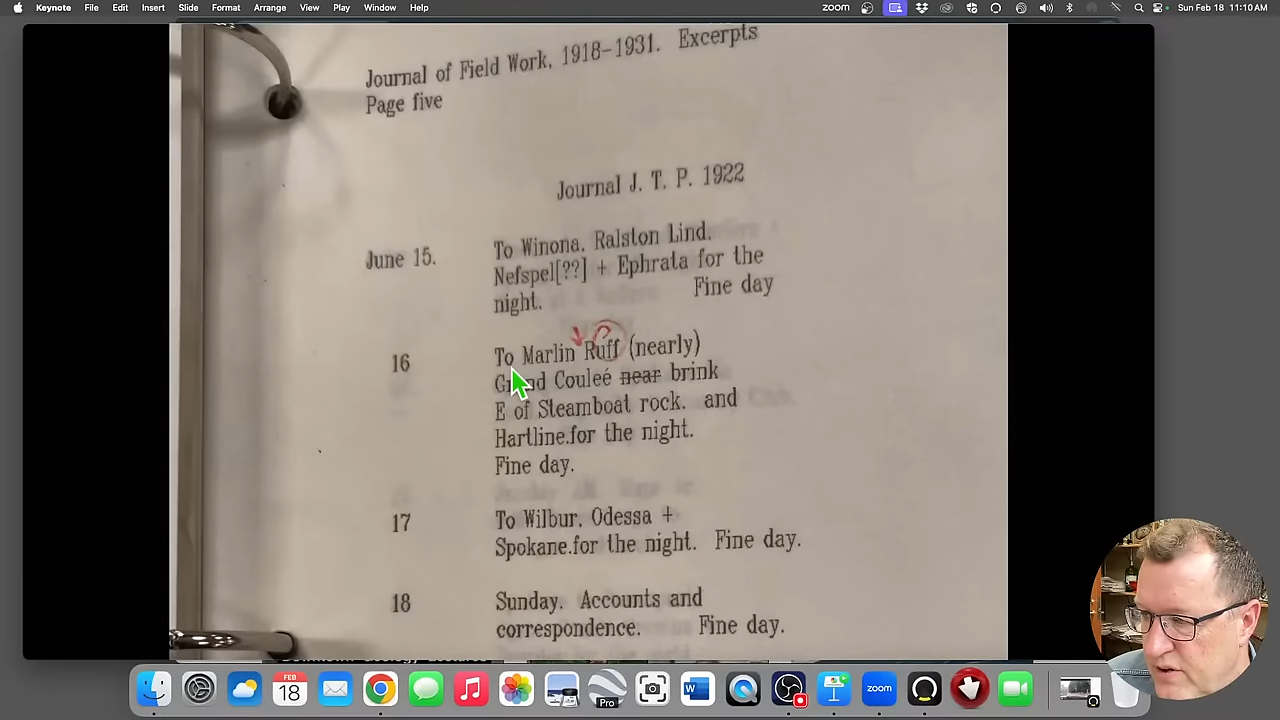 Keynote File Edit Insert Slide Format Arrange View Play Window Help zoom Sun Feb 18 11:10 AM
Journal of Field Work, 1918-1931. Excerpts
Page five
Journal J. T. P. 1922
June 15. To Winona. Ralston Lind.
Nefspel[??] + Ephrata for the
night. Fine day
16 To Marlin Ruff (nearly)
Grand Couleé near brink
E of Steamboat rock. and
Hartline.for the night.
Fine day.
17 To Wilbur. Odessa +
Spokane.for the night. Fine day.
18 Sunday. Accounts and
correspondence. Fine day.
FEB
18
Pro
W
zoom